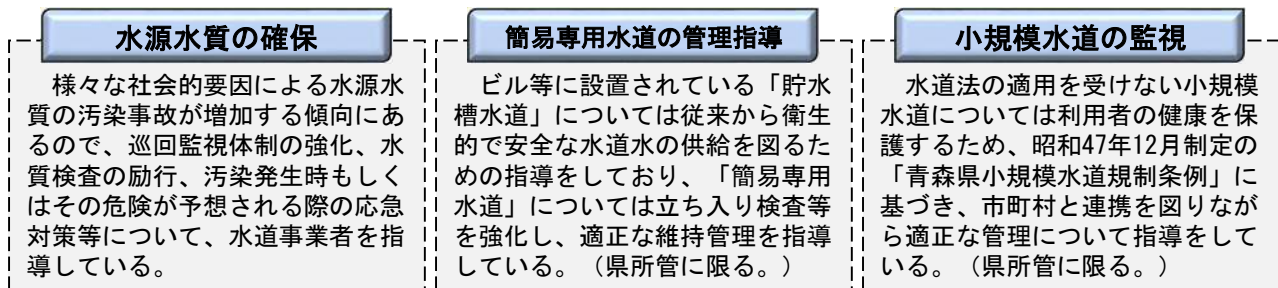 水源水質の確保
　様々な社会的要因による水源水
質の汚染事故が増加する傾向にあ
るので、巡回監視体制の強化、水
質検査の励行、汚染発生時もしく
はその危険が予想される際の応急
対策等について、水道事業者を指
導している。
簡易専用水道の管理指導
　ビル等に設置されている「貯水
槽水道」については従来から衛生
的で安全な水道水の供給を図るた
めの指導をしており、「簡易専用
水道」については立ち入り検査等
を強化し、適正な維持管理を指導
している。（県所管に限る。）
小規模水道の監視
　水道法の適用を受けない小規模
水道については利用者の健康を保
護するため、昭和47年12月制定の
「青森県小規模水道規制条例」に
基づき、市町村と連携を図りなが
ら適正な管理について指導をして
いる。（県所管に限る。）